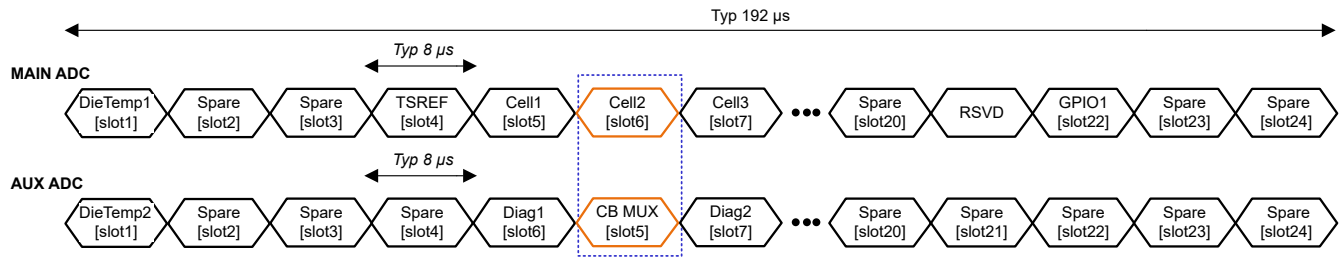 Typ 192 µs
Typ 8 µs
MAIN ADC
DieTemp1 Spare Spare TSREF Cell1 Cell2 Cell3 Spare RSVD GPIO1 Spare Spare
[slot1] [slot2] [slot3] [slot4] [slot5] [slot6] [slot7] [slot20] [slot22] [slot23] [slot24]
Typ 8 µs
AUX ADC
DieTemp2 Spare Spare Spare Diag1 CB MUX Diag2 Spare Spare Spare Spare Spare
[slot1] [slot2] [slot3] [slot4] [slot6] [slot5] [slot7] [slot20] [slot21] [slot22] [slot23] [slot24]